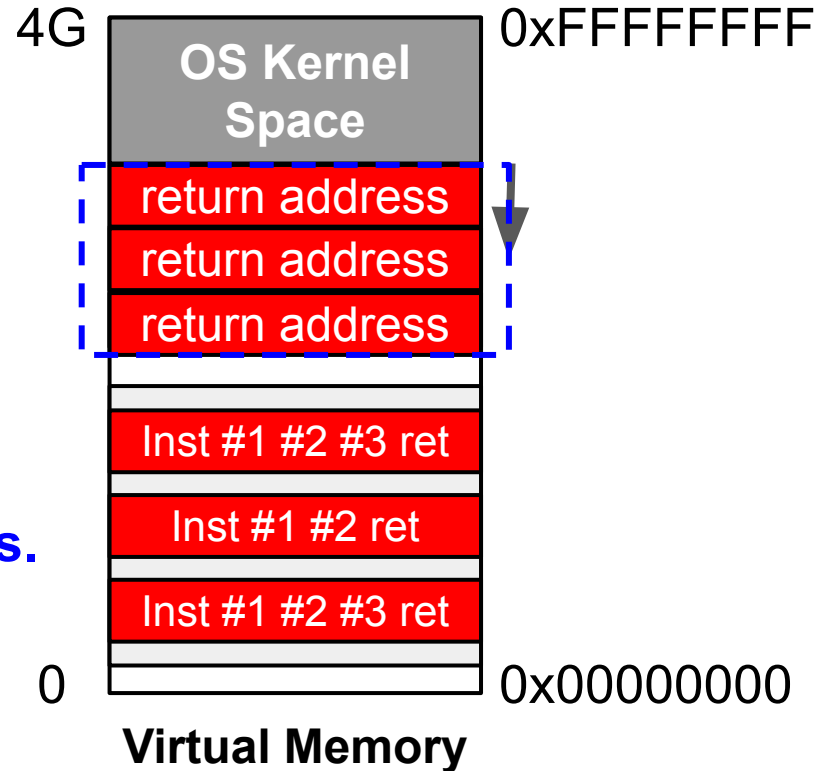 4G
0xFFFFFFFF
OS Kernel
Space
return address
return address
return address
Inst #1 #2 #3 ret
Inst #1 #2 ret
s.
Inst #1 #2 #3 ret
0
0x00000000
Virtual Memory